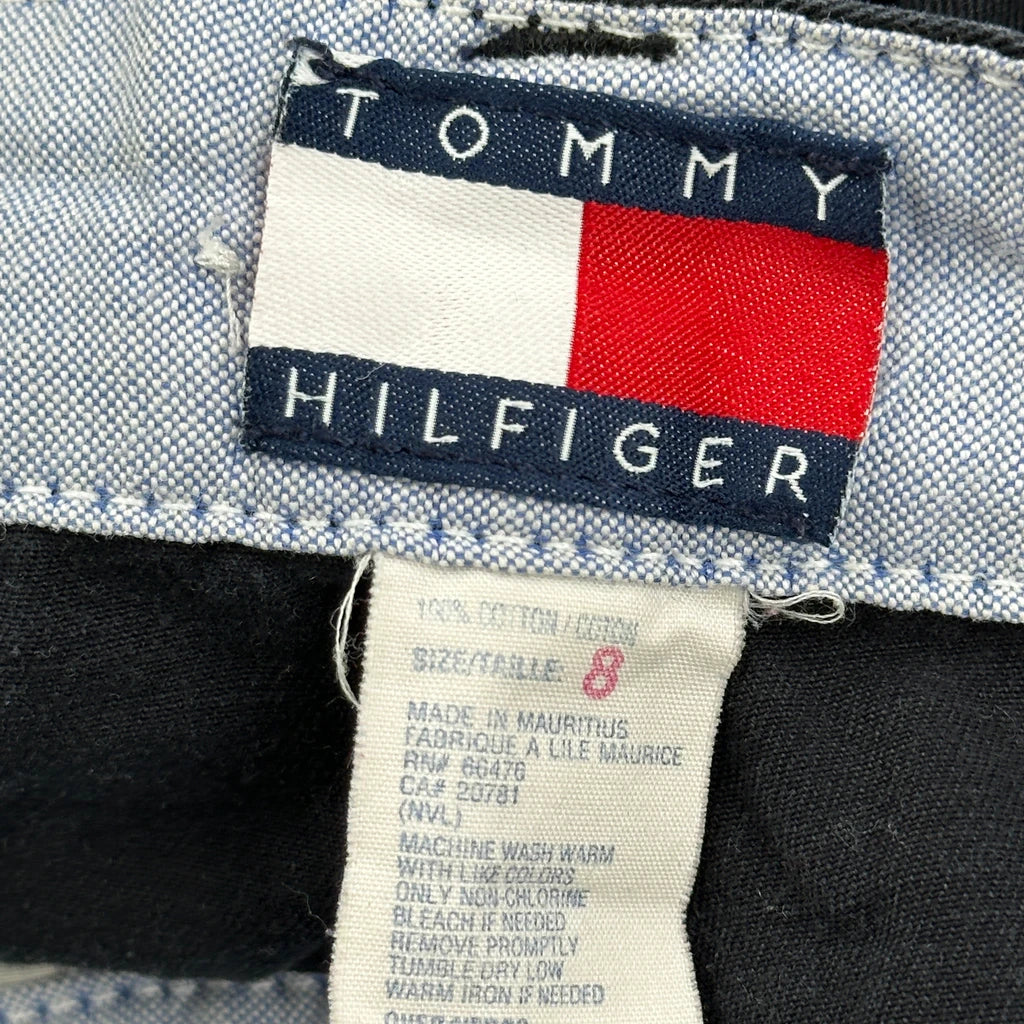 TOMMY
HILFIGER
100% COTTON / COTON
SIZE/TAILLE: 8
MADE IN MAURITIUS
FABRIQUE A LILE MAURICE
RN# 66476
CA# 20781
(NVL)
MACHINE WASH WARM
WITH LIKE COLORS
ONLY NON-CHLORINE
BLEACH IF NEEDED
REMOVE PROMPTLY
TUMBLE DRY LOW
WARM IRON IF NEEDED